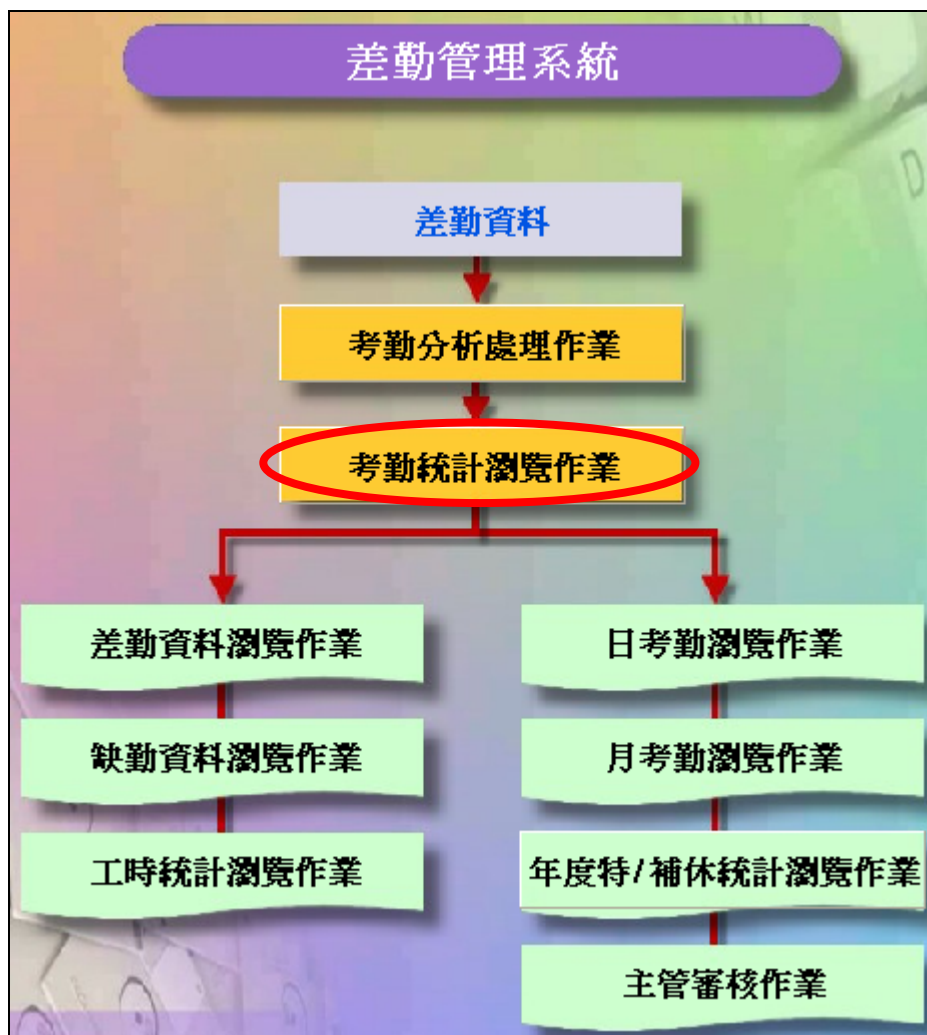 差勤管理系統
差勤資料
考勤分析處理作業
考勤統計瀏覽作業
差勤資料瀏覽作業
缺勤資料瀏覽作業
工時統計瀏覽作業
日考勤瀏覽作業
月考勤瀏覽作業
年度特/補休統計瀏覽作業
主管審核作業
D